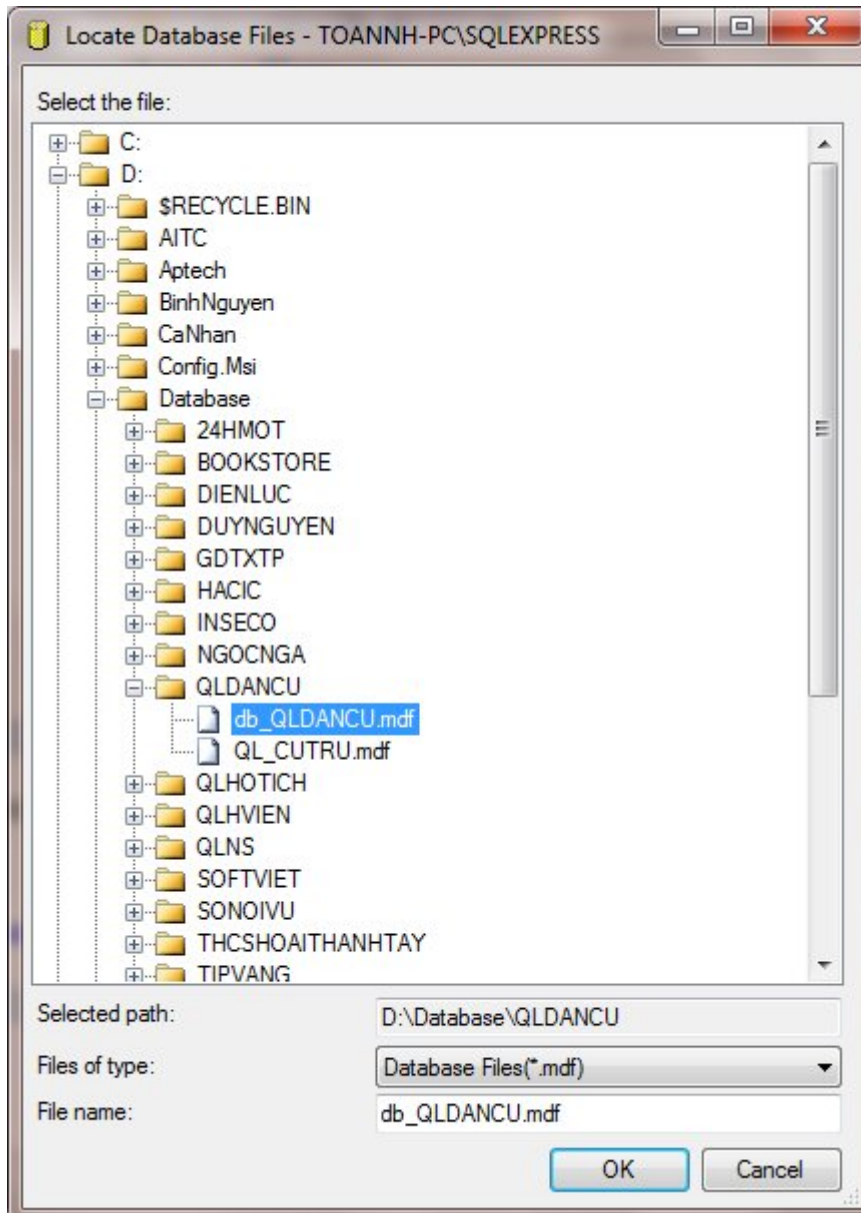 Locate Database Files - TOANNH-PC\SQLEXPRESS
Select the file:
C:
D:
$RECYCLE.BIN
AITC
Aptech
BinhNguyen
CaNhan
Config.Msi
Database
24HMOT
BOOKSTORE
DIENLUC
DUYNGUYEN
GDTXTP
HACIC
INSECO
NGOCNGA
QLDANCU
db_QLDANCU.mdf
QL_CUTRU.mdf
QLHOTICH
QLHVIEN
QLNS
SOFTVIET
SONOIVU
THCSHOAITHANHTAY
TIPVANG
Selected path: D:\Database\QLDANCU
Files of type: Database Files(*.mdf)
File name: db_QLDANCU.mdf
OK Cancel